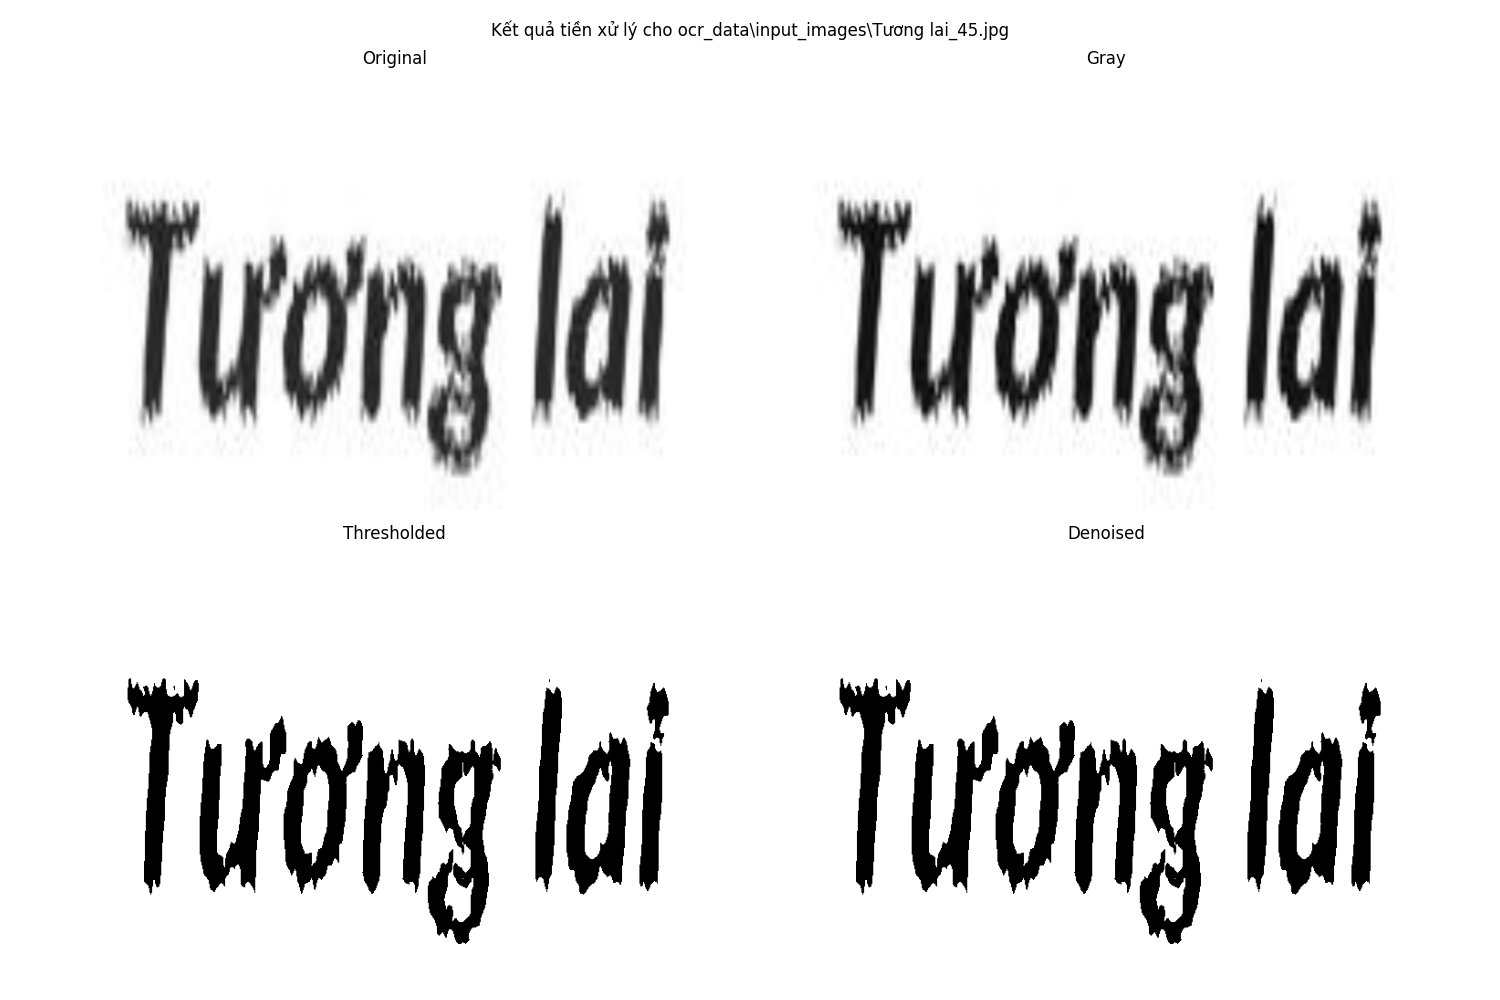 Kết quả tiền xử lý cho ocr_data\input_images\Tương lai_45.jpg
Original
Gray
Tương lai
Tương lai
Thresholded
Denoised
Tương lai
Tương lai